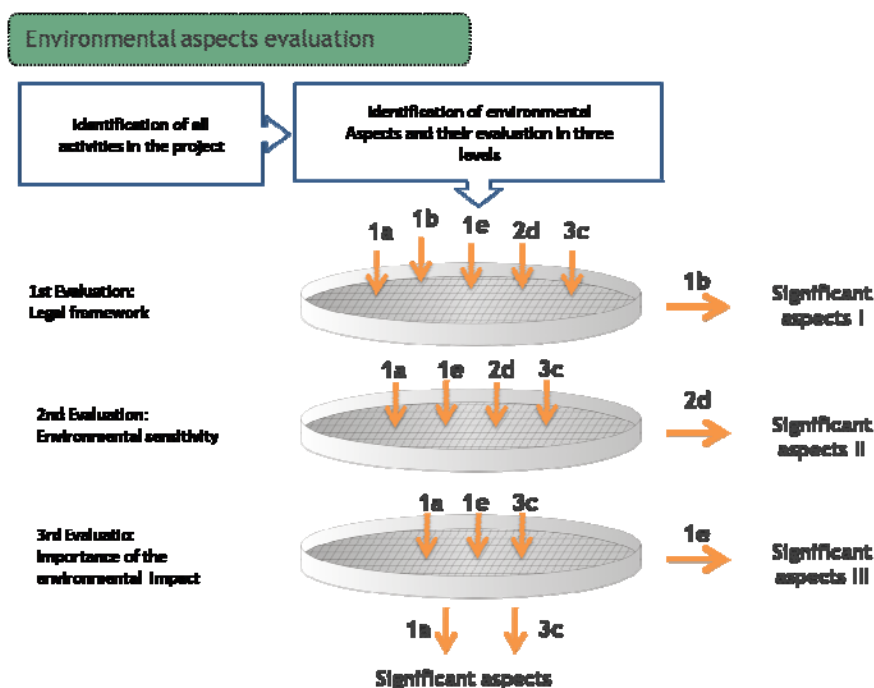 Environmental aspects evaluation
Identification of all
activities in the project
Identification of environmental
Aspects and their evaluation in three
levels
1a
1b
1e
2d
3c
1st Evaluation:
Legal framework
1b
Significant
aspects I
1a
1e
2d
3c
2nd Evaluation:
Environmental sensitivity
2d
Significant
aspects II
1a
1e
3c
3rd Evaluatio:
Importance of the
environmental Impact
1e
Significant
aspects III
1a
3c
Significant aspects